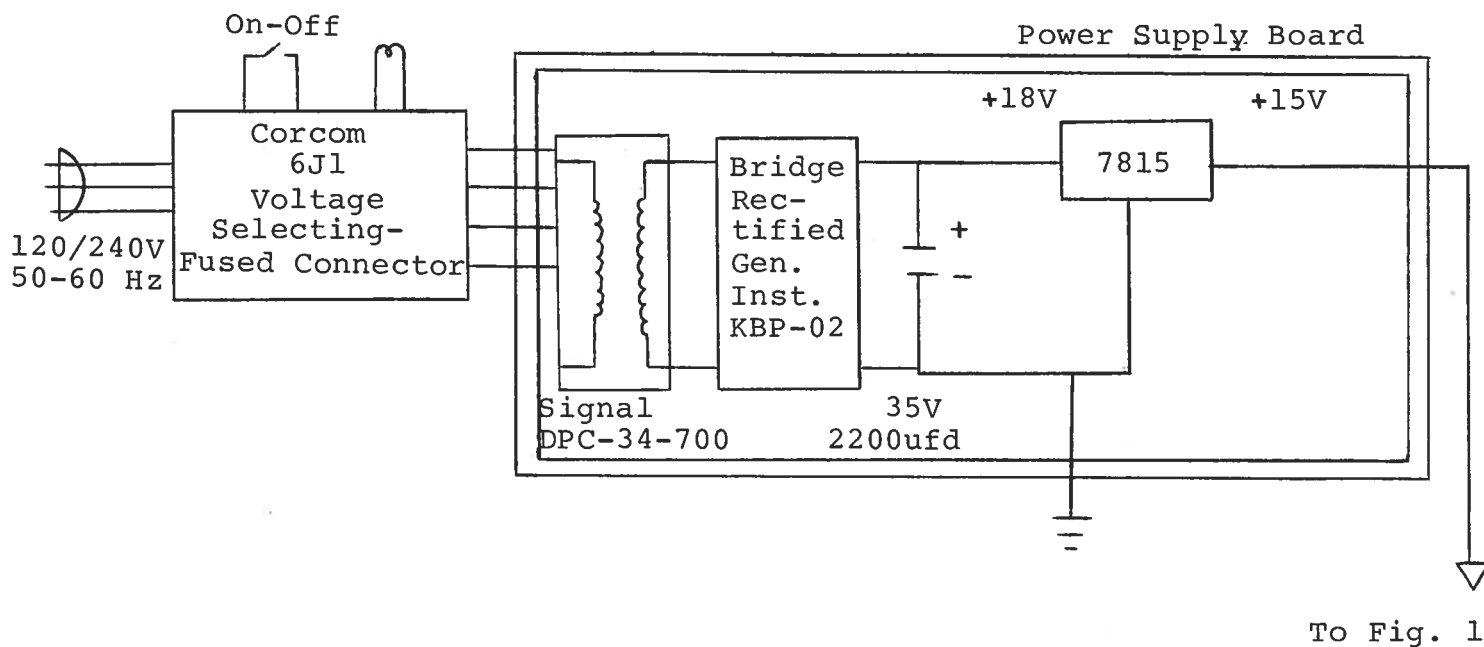 On-Off
Power Supply Board
+18V
+15V
Corcom
6J1
Voltage
Selecting-
Fused Connector
120/240V
50-60 Hz
Bridge
Rec-
tified
Gen.
Inst.
KBP-02
+
-
7815
Signal
DPC-34-700
35V
2200ufd
To Fig. 1